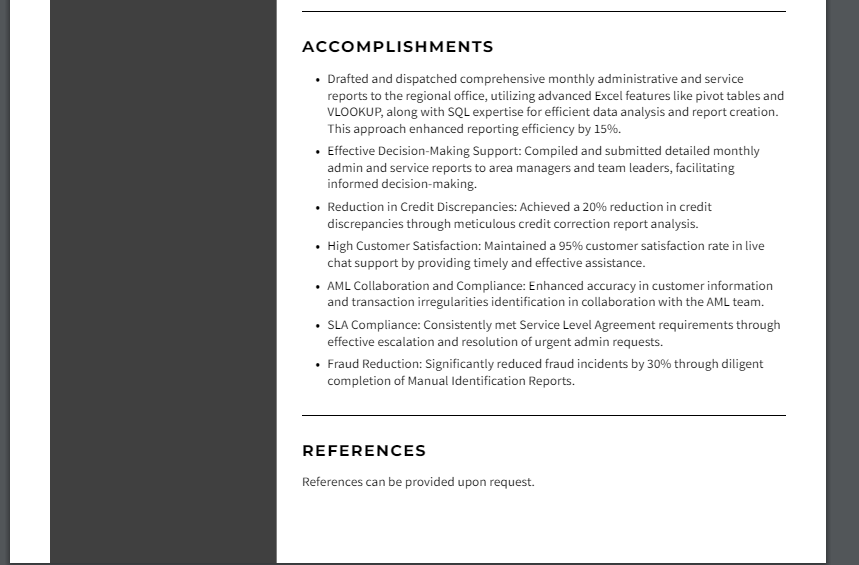 ACCOMPLISHMENTS
• Drafted and dispatched comprehensive monthly administrative and service
reports to the regional office, utilizing advanced Excel features like pivot tables and
VLOOKUP, along with SQL expertise for efficient data analysis and report creation.
This approach enhanced reporting efficiency by 15%.
• Effective Decision-Making Support: Compiled and submitted detailed monthly
admin and service reports to area managers and team leaders, facilitating
informed decision-making.
• Reduction in Credit Discrepancies: Achieved a 20% reduction in credit
discrepancies through meticulous credit correction report analysis.
• High Customer Satisfaction: Maintained a 95% customer satisfaction rate in live
chat support by providing timely and effective assistance.
• AML Collaboration and Compliance: Enhanced accuracy in customer information
and transaction irregularities identification in collaboration with the AML team.
• SLA Compliance: Consistently met Service Level Agreement requirements through
effective escalation and resolution of urgent admin requests.
• Fraud Reduction: Significantly reduced fraud incidents by 30% through diligent
completion of Manual Identification Reports.
REFERENCES
References can be provided upon request.